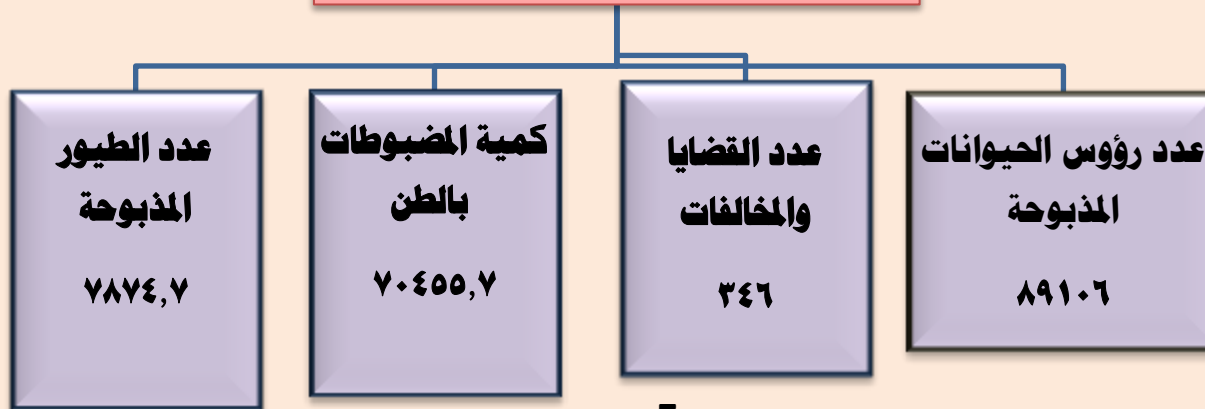 عدد رؤوس الحيوانات
المذبوحة
٨٩١٠٦
عدد القضايا
والمخالفات
٣٤٦
كمية المضبوطات
بالطن
٧٠٤٥٥,٧
عدد الطيور
المذبوحة
٧٨٧٤,٧